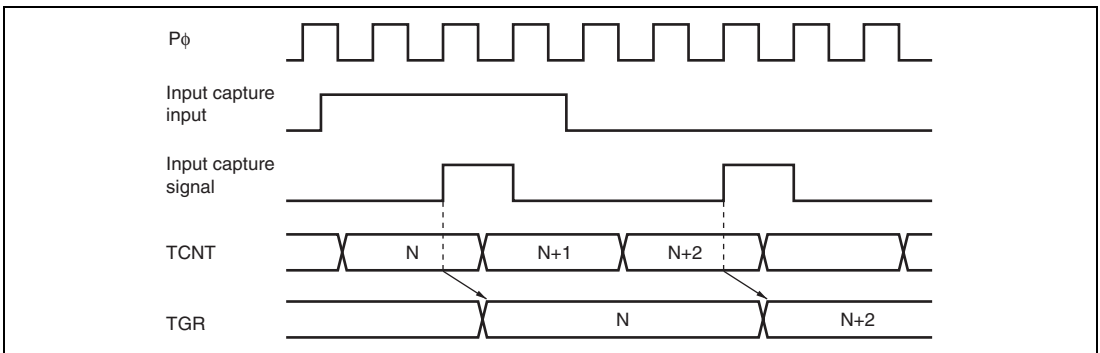 Pϕ
Input capture
input
Input capture
signal
TCNT N N+1 N+2
TGR N N+2